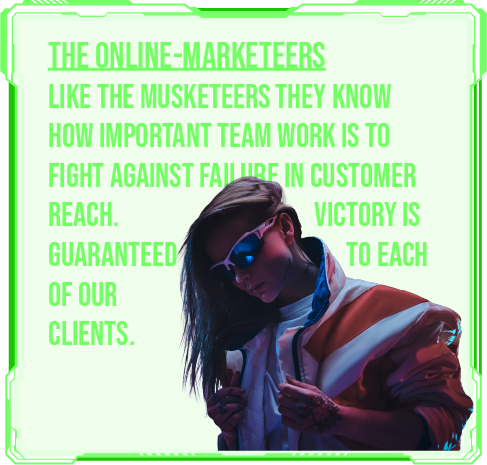 THE ONLINE-MARKETEERS
LIKE THE MUSKETEERS THEY KNOW
HOW IMPORTANT TEAM WORK IS TO
FIGHT AGAINST FAILURE IN CUSTOMER
REACH. VICTORY IS
GUARANTEED TO EACH
OF OUR
CLIENTS.